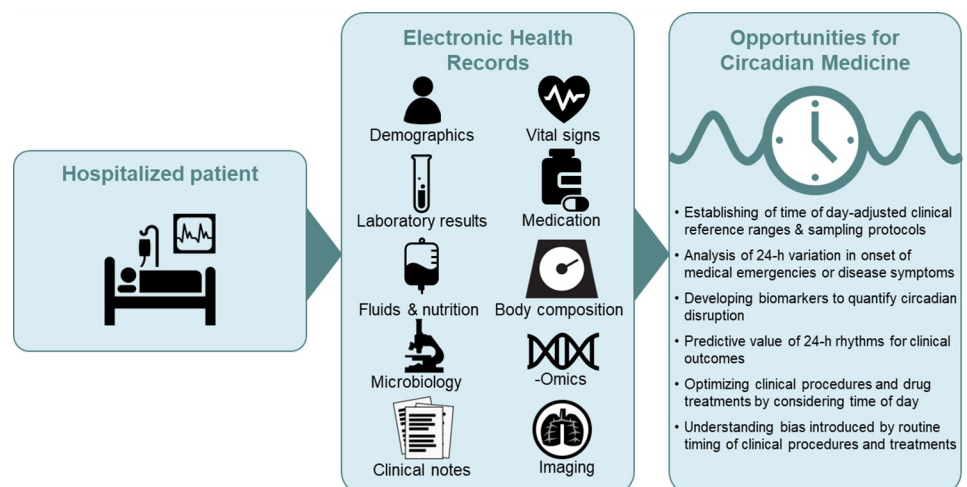 Hospitalized patient
Electronic Health
Records
Demographics
Vital signs
Laboratory results
Medication
Fluids & nutrition
Body composition
Microbiology
-Omics
Clinical notes
Imaging
Opportunities for
Circadian Medicine
• Establishing of time of day-adjusted clinical
reference ranges & sampling protocols
• Analysis of 24-h variation in onset of
medical emergencies or disease symptoms
• Developing biomarkers to quantify circadian
disruption
• Predictive value of 24-h rhythms for clinical
outcomes
• Optimizing clinical procedures and drug
treatments by considering time of day
• Understanding bias introduced by routine
timing of clinical procedures and treatments